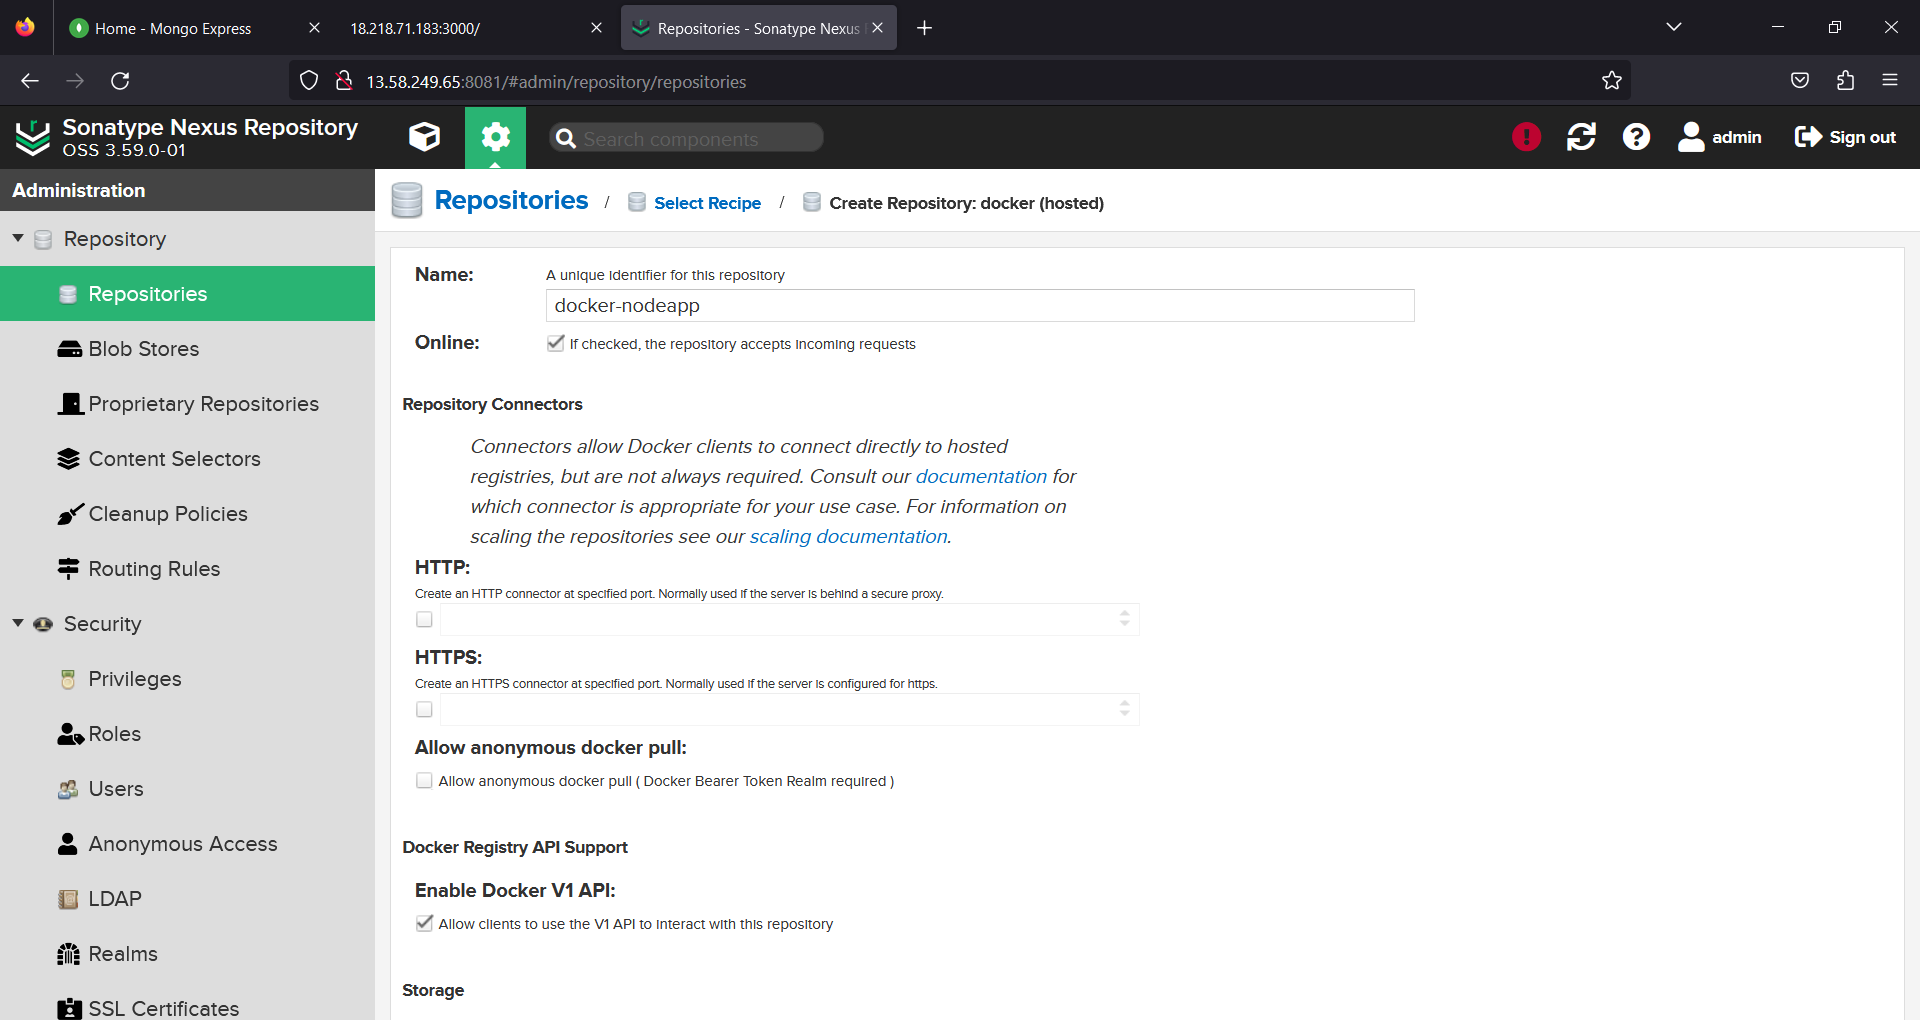 Home - Mongo Express
18.218.71.183:3000/
Repositories - Sonatype Nexus
13.58.249.65:8081/#admin/repository/repositories
Sonatype Nexus Repository
OSS 3.59.0-01
Search components
admin
Sign out
Administration
Repository
Repositories
Blob Stores
Proprietary Repositories
Content Selectors
Cleanup Policies
Routing Rules
Security
Privileges
Roles
Users
Anonymous Access
LDAP
Realms
SSL Certificates
Repositories / Select Recipe / Create Repository: docker (hosted)
Name: A unique identifier for this repository
docker-nodeapp
Online: If checked, the repository accepts incoming requests
Repository Connectors
Connectors allow Docker clients to connect directly to hosted
registries, but are not always required. Consult our documentation for
which connector is appropriate for your use case. For information on
scaling the repositories see our scaling documentation.
HTTP:
Create an HTTP connector at specified port. Normally used if the server is behind a secure proxy.
HTTPS:
Create an HTTPS connector at specified port. Normally used if the server is configured for https.
Allow anonymous docker pull:
Allow anonymous docker pull ( Docker Bearer Token Realm required )
Docker Registry API Support
Enable Docker V1 API:
Allow clients to use the V1 API to interact with this repository
Storage